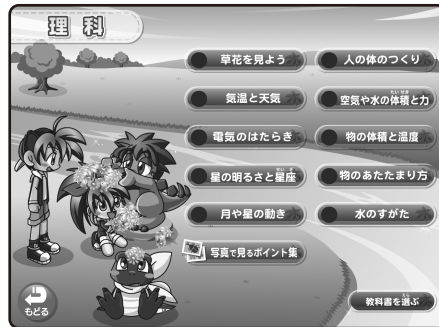 理科
草花を見よう
気温と天気
電気のはたらき
星の明るさと星座
月や星の動き
写真で見るポイント集
人の体のつくり
空気や水の体積と力
物の体積と温度
物のあたたまり方
水のすがた
もどる
教科書を選ぶ